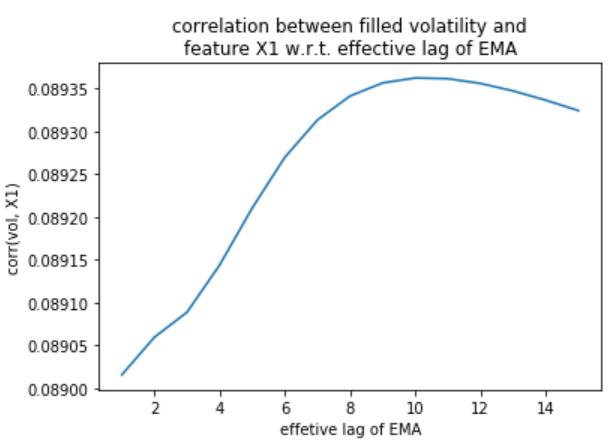 correlation between filled volatility and
feature X1 w.r.t. effective lag of EMA
corr(vol, X1)
0.08935
0.08930
0.08925
0.08920
0.08915
0.08910
0.08905
0.08900
2 4 6 8 10 12 14
effetive lag of EMA